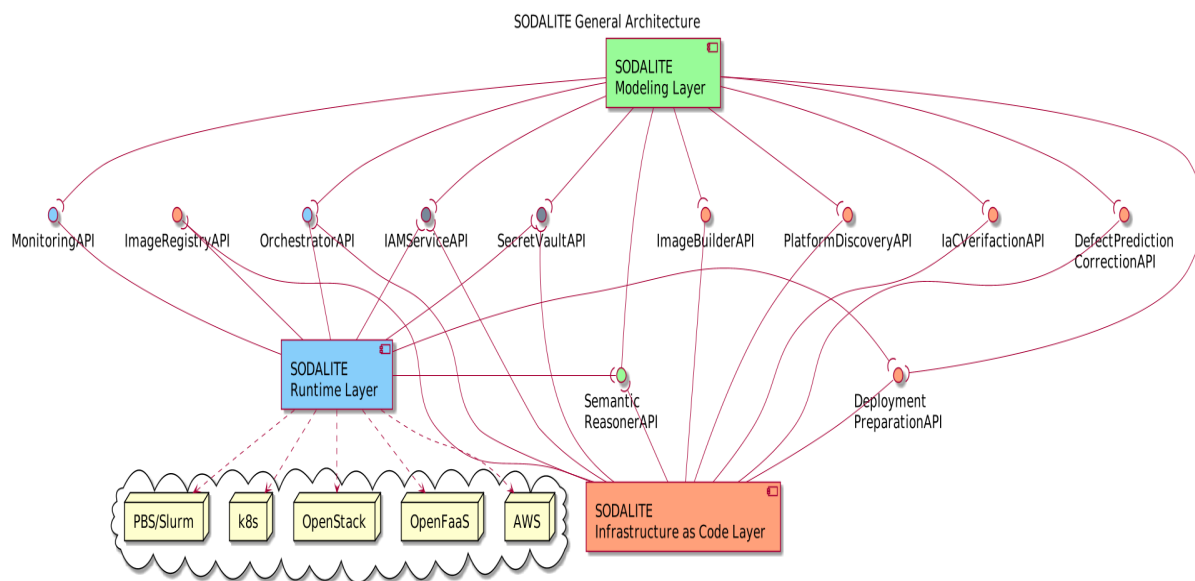 SODALITE General Architecture
SODALITE
Modeling Layer
MonitoringAPI
ImageRegistryAPI
OrchestratorAPI
IAMServiceAPI
SecretVaultAPI
ImageBuilderAPI
PlatformDiscoveryAPI
IaCVerifactionAPI
DefectPrediction
CorrectionAPI
SODALITE
Runtime Layer
Semantic
ReasonerAPI
Deployment
PreparationAPI
PBS/Slurm
k8s
OpenStack
OpenFaaS
AWS
SODALITE
Infrastructure as Code Layer